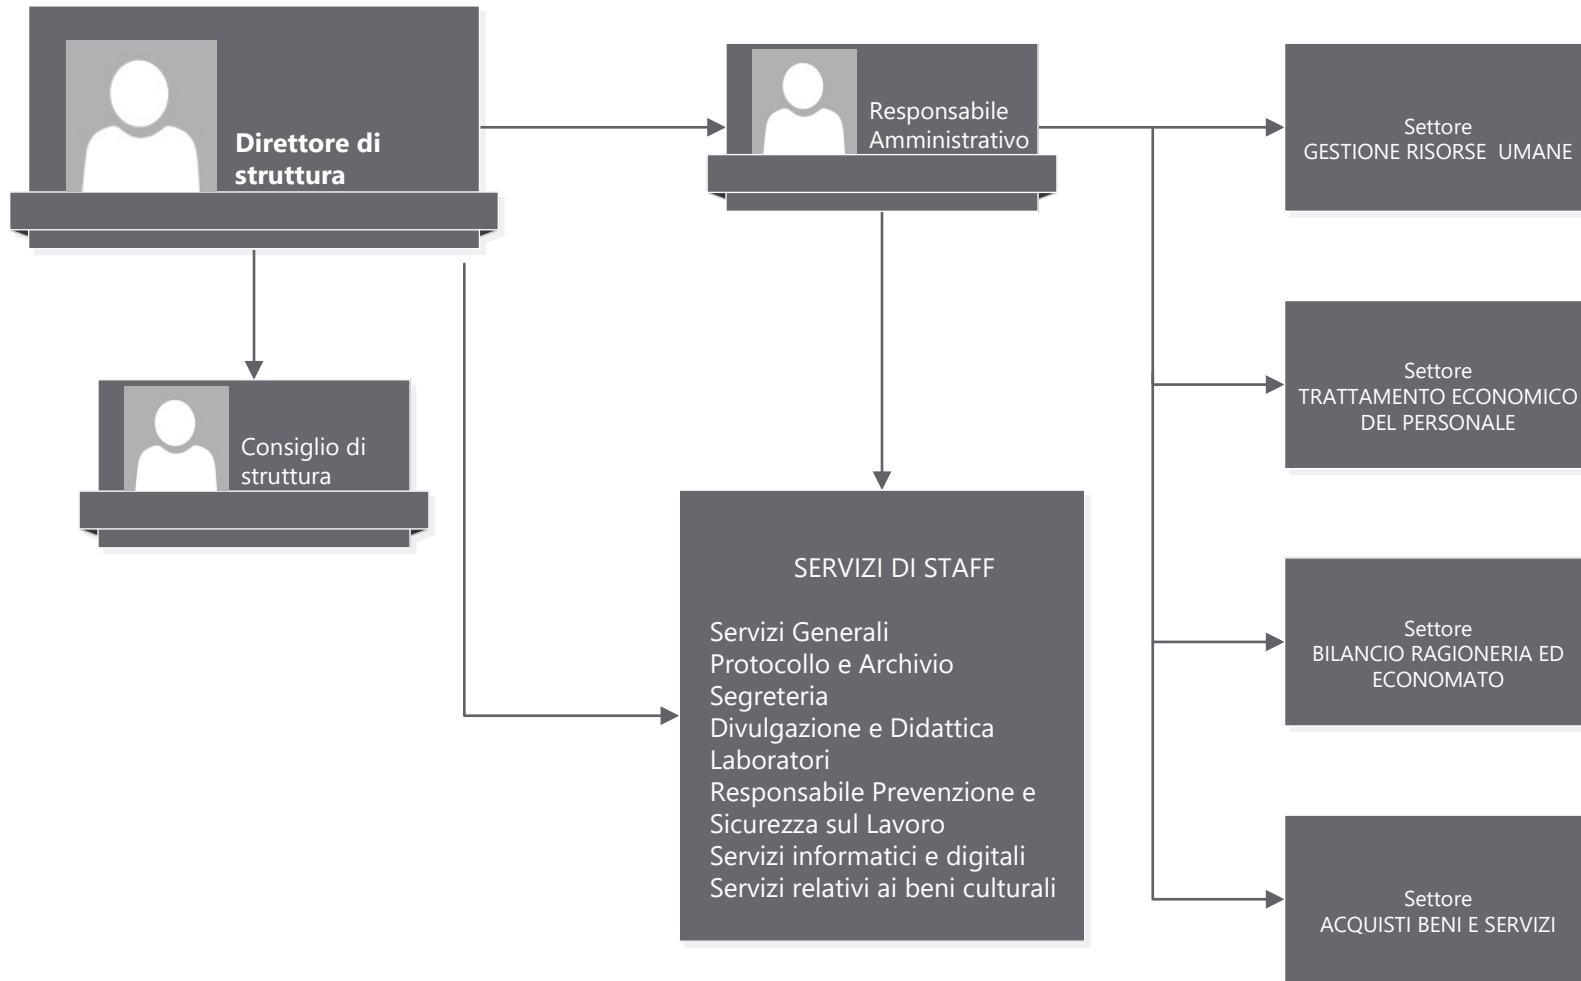 Direttore di
struttura
Responsabile
Amministrativo
Settore
GESTIONE RISORSE  UMANE
Settore
TRATTAMENTO ECONOMICO
DEL PERSONALE
Consiglio di
struttura
SERVIZI DI STAFF
Servizi Generali
Protocollo e Archivio
Segreteria
Divulgazione e Didattica
Laboratori
Responsabile Prevenzione e
Sicurezza sul Lavoro
Servizi informatici e digitali
Servizi relativi ai beni culturali
Settore
BILANCIO RAGIONERIA ED
ECONOMATO
Settore
ACQUISTI BENI E SERVIZI